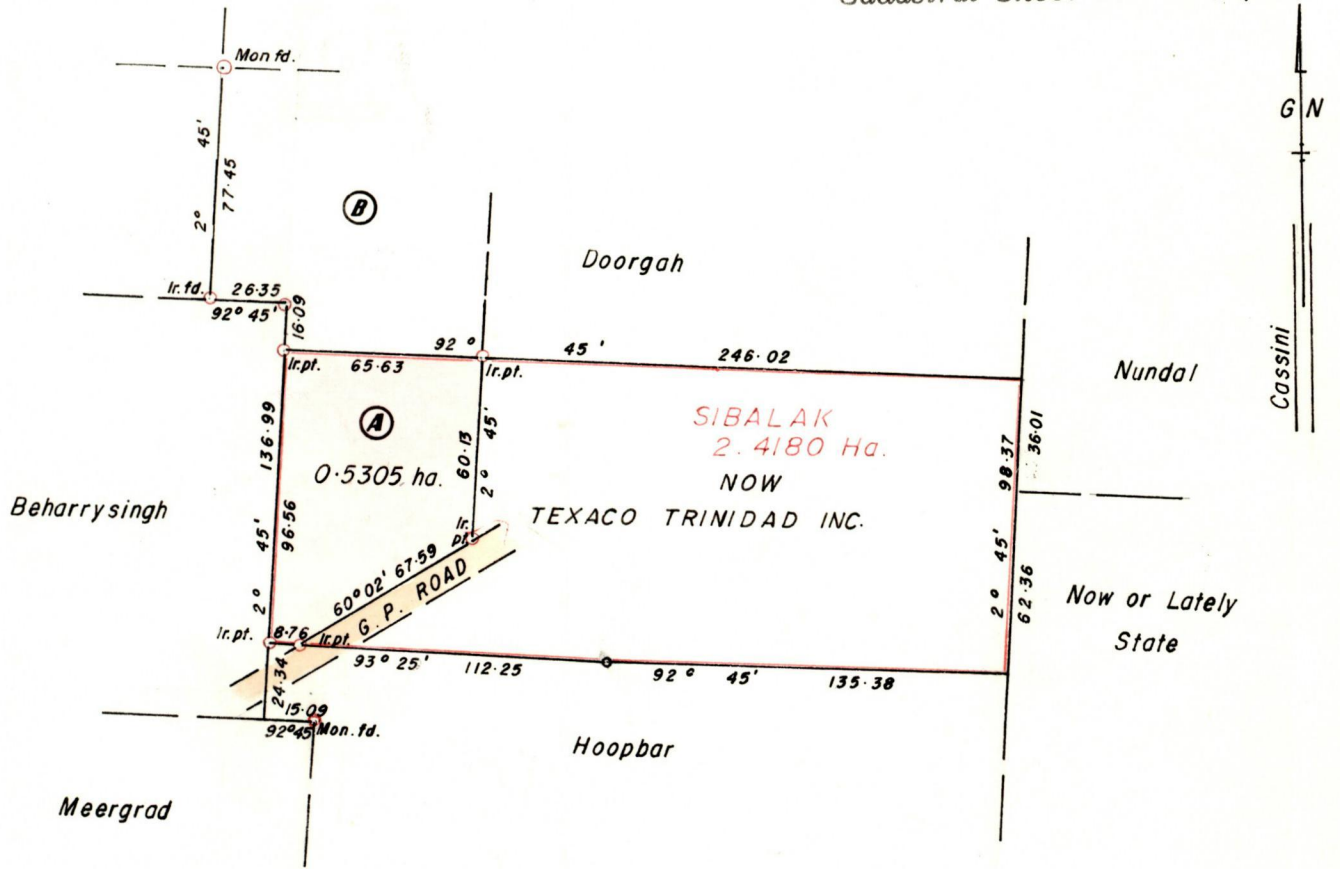 Mon fd.
G N
45'
77.45
2°
B
Doorgah
Ir. fd.
26.35
92° 45'
16.09
92°
45'
246.02
Ir.pt.
65.63
Ir.pt.
Nundal
Cassini
A
136.99
96.56
45'
2°
0.5305 ha.
60.13
45'
2°
SIBALAK
2.4180 Ha.
NOW
TEXACO TRINIDAD INC.
98.37
36.01
Beharrysingh
Ir.
pt.
45'
2°
62.36
Now or Lately
State
60° 02' 67.59
G. P. ROAD
Ir.pt.
8.76
Ir.pt.
93° 25'
112.25
92° 45'
135.38
24.34
15.09
92° 45'
Mon. fd.
Hoopbar
Meergrad